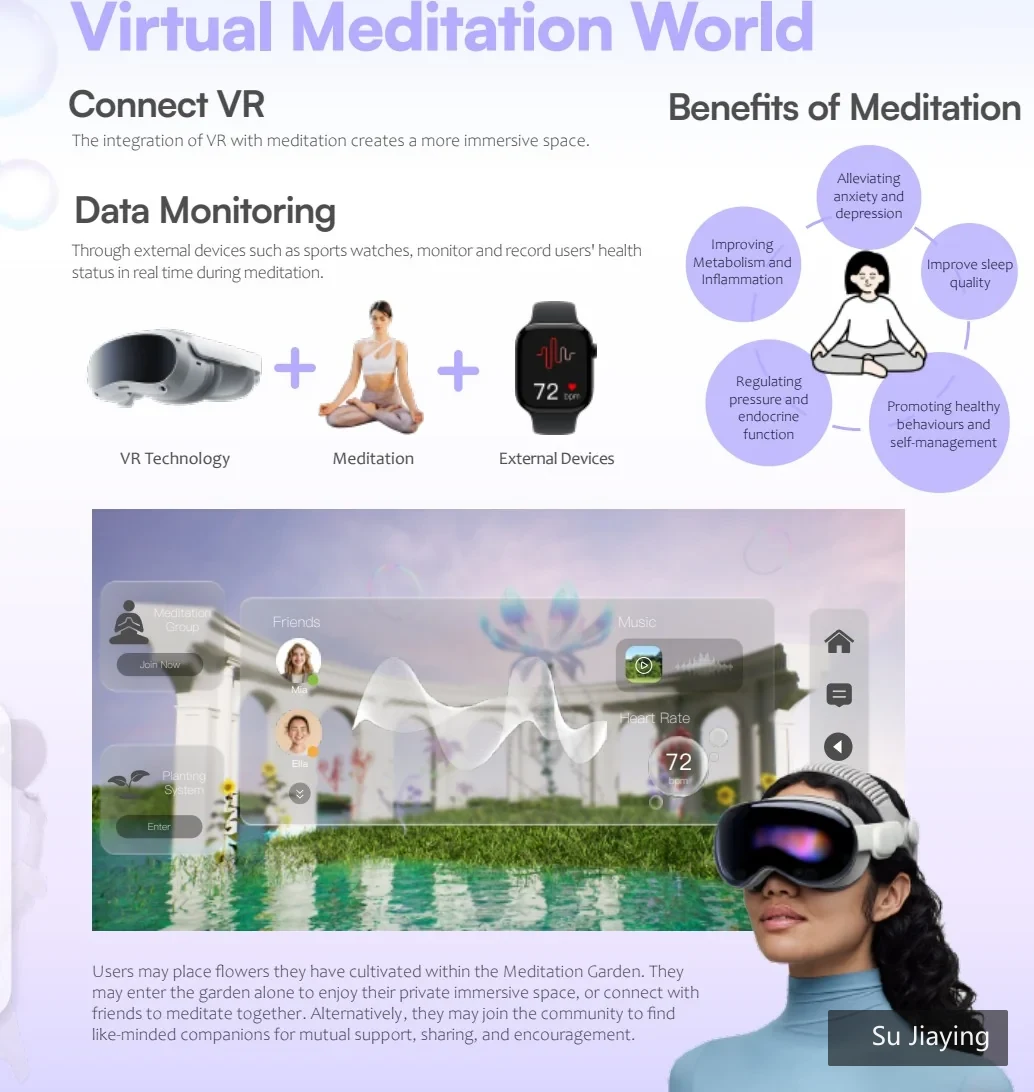 Virtual Meditation World
Connect VR
The integration of VR with meditation creates a more immersive space.
Data Monitoring
Through external devices such as sports watches, monitor and record users' health
status in real time during meditation.
72 bpm
VR Technology
Meditation
External Devices
Benefits of Meditation
Alleviating
anxiety and
depression
Improving
Metabolism and
Inflammation
Improve sleep
quality
Regulating
pressure and
endocrine
function
Promoting healthy
behaviours and
self-management
Meditation
Group
Join Now
Planting
System
Enter
Friends
Mia
Ella
Music
Heart Rate
72
bpm
Users may place flowers they have cultivated within the Meditation Garden. They
may enter the garden alone to enjoy their private immersive space, or connect with
friends to meditate together. Alternatively, they may join the community to find
like-minded companions for mutual support, sharing, and encouragement.
Su Jiaying